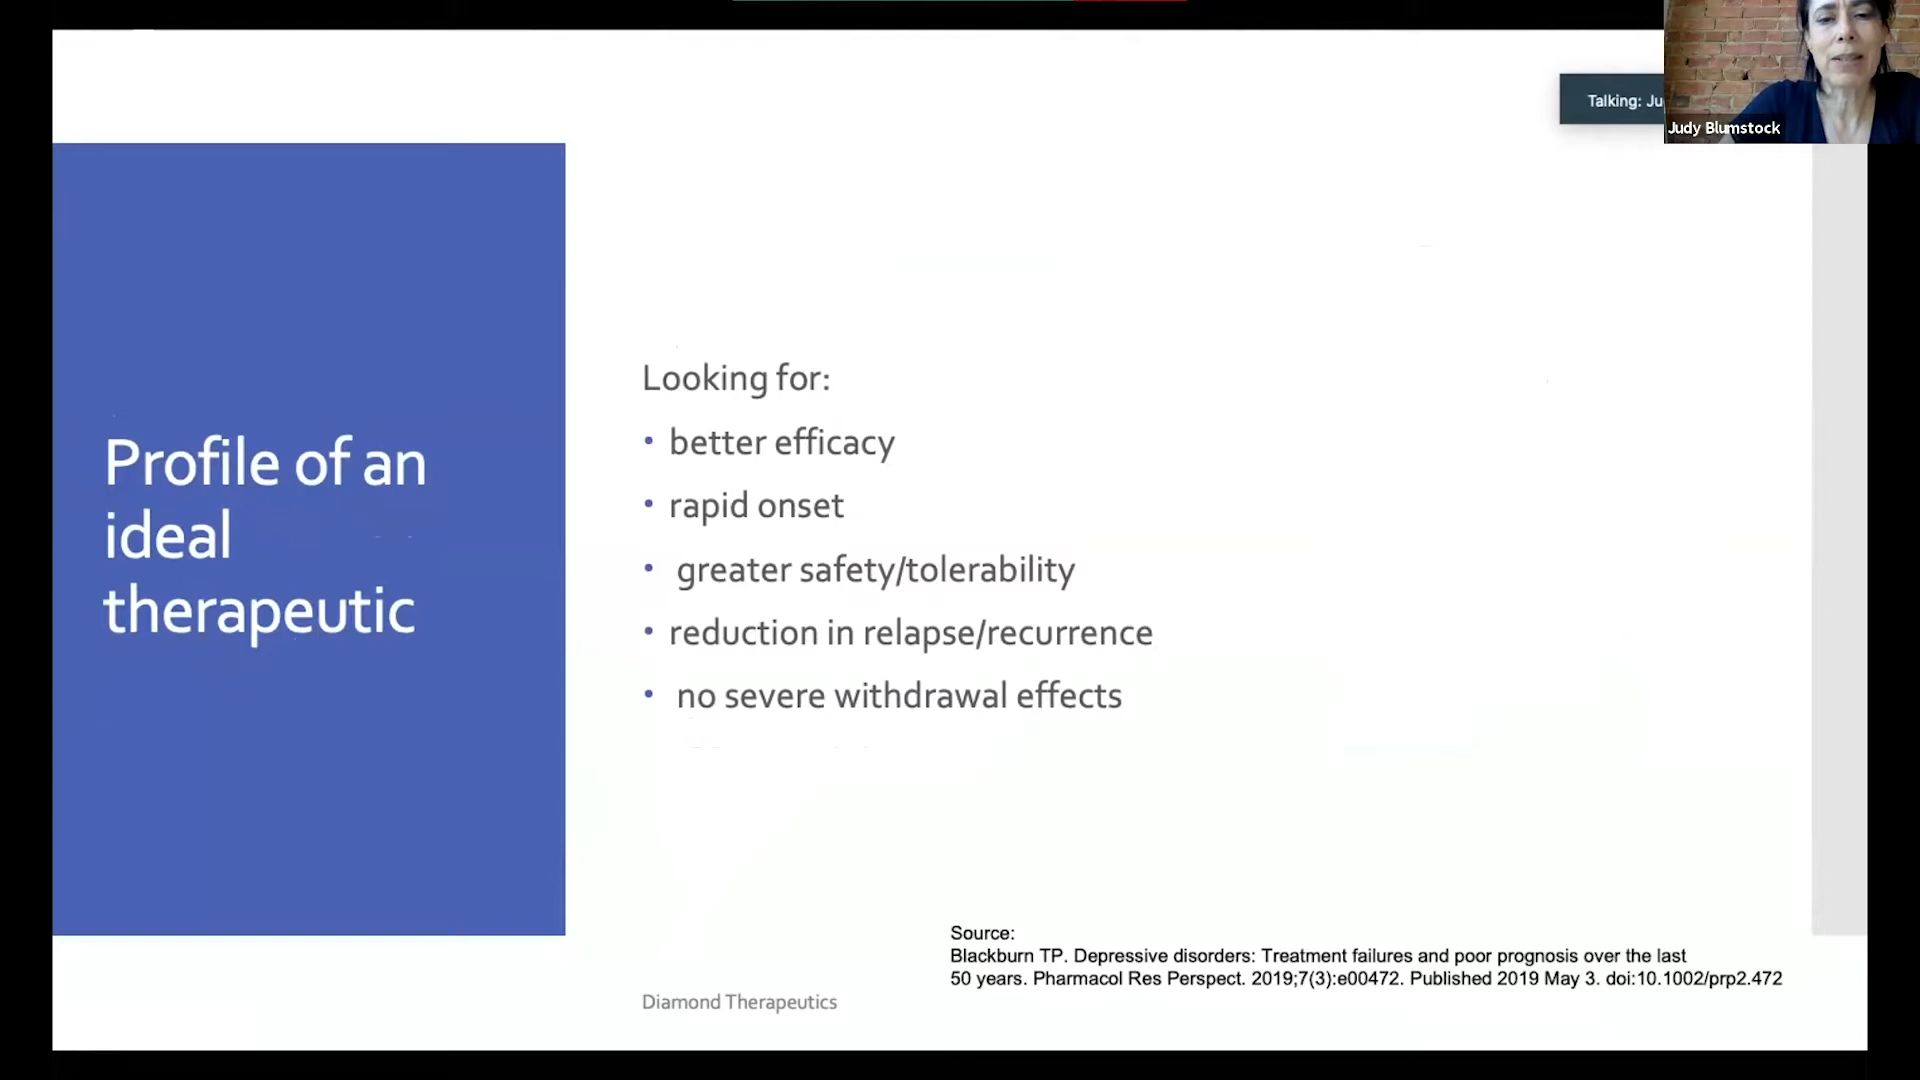 Talking: Ju
Judy Blumstock
Profile of an
ideal
therapeutic
Looking for:
• better efficacy
• rapid onset
• greater safety/tolerability
• reduction in relapse/recurrence
• no severe withdrawal effects
Source:
Blackburn TP. Depressive disorders: Treatment failures and poor prognosis over the last
50 years. Pharmacol Res Perspect. 2019;7(3):e00472. Published 2019 May 3. doi:10.1002/prp2.472
Diamond Therapeutics